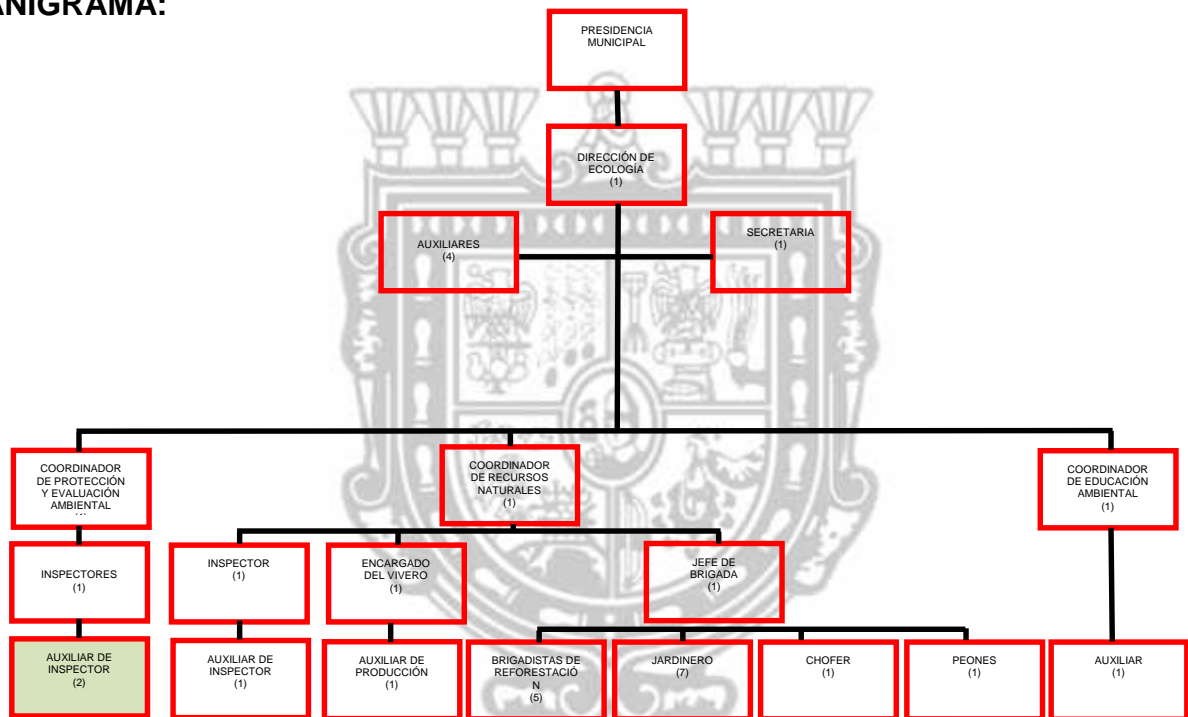 ANIGRAMA:
PRESIDENCIA
MUNICIPAL
DIRECCIÓN DE
ECOLOGÍA
(1)
AUXILIARES
(4)
SECRETARIA
(1)
COORDINADOR
DE PROTECCIÓN
Y EVALUACIÓN
AMBIENTAL
COORDINADOR
DE RECURSOS
NATURALES
(1)
COORDINADOR
DE EDUCACIÓN
AMBIENTAL
(1)
INSPECTORES
(1)
INSPECTOR
(1)
ENCARGADO
DEL VIVERO
(1)
JEFE DE
BRIGADA
(1)
AUXILIAR DE
INSPECTOR
(2)
AUXILIAR DE
INSPECTOR
(1)
AUXILIAR DE
PRODUCCIÓN
(1)
BRIGADISTAS DE
REFORESTACIÓ
N
(5)
JARDINERO
(7)
CHOFER
(1)
PEONES
(1)
AUXILIAR
(1)